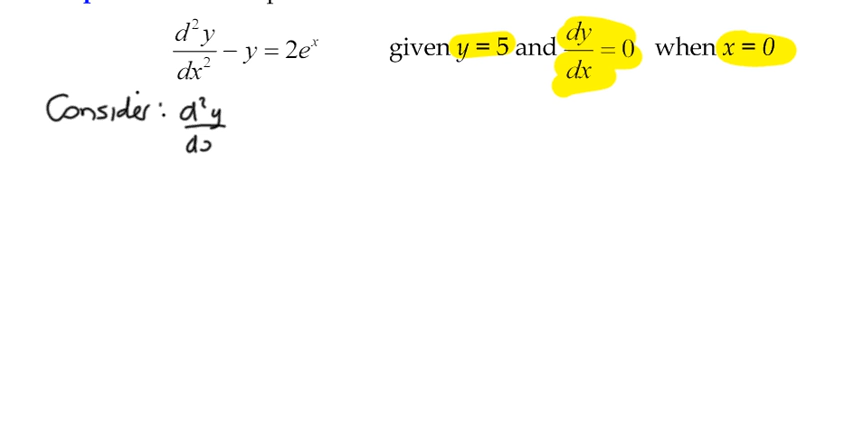 d²y/dx² − y = 2eˣ given y = 5 and dy/dx = 0 when x = 0
Consider: d²y/d